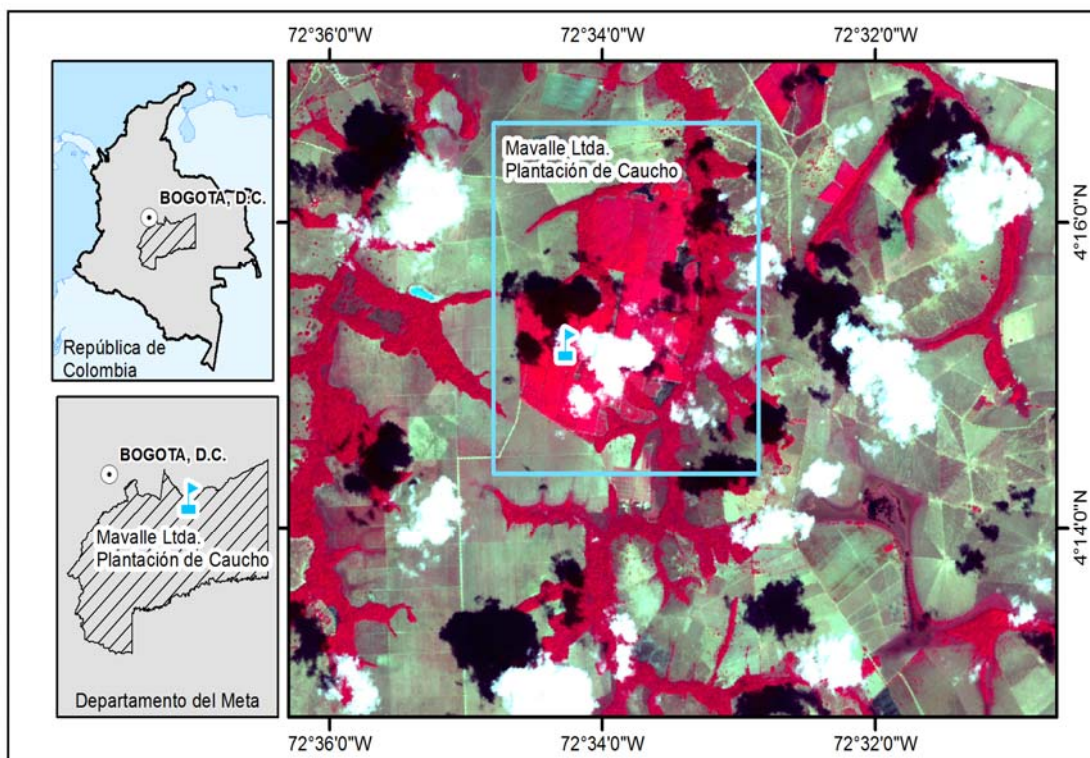 72°36'0"W
72°34'0"W
72°32'0"W
BOGOTA, D.C.
República de
Colombia
BOGOTA, D.C.
Mavalle Ltda.
Plantación de Caucho
Departamento del Meta
Mavalle Ltda.
Plantación de Caucho
4°16'0"N
4°14'0"N
72°36'0"W
72°34'0"W
72°32'0"W